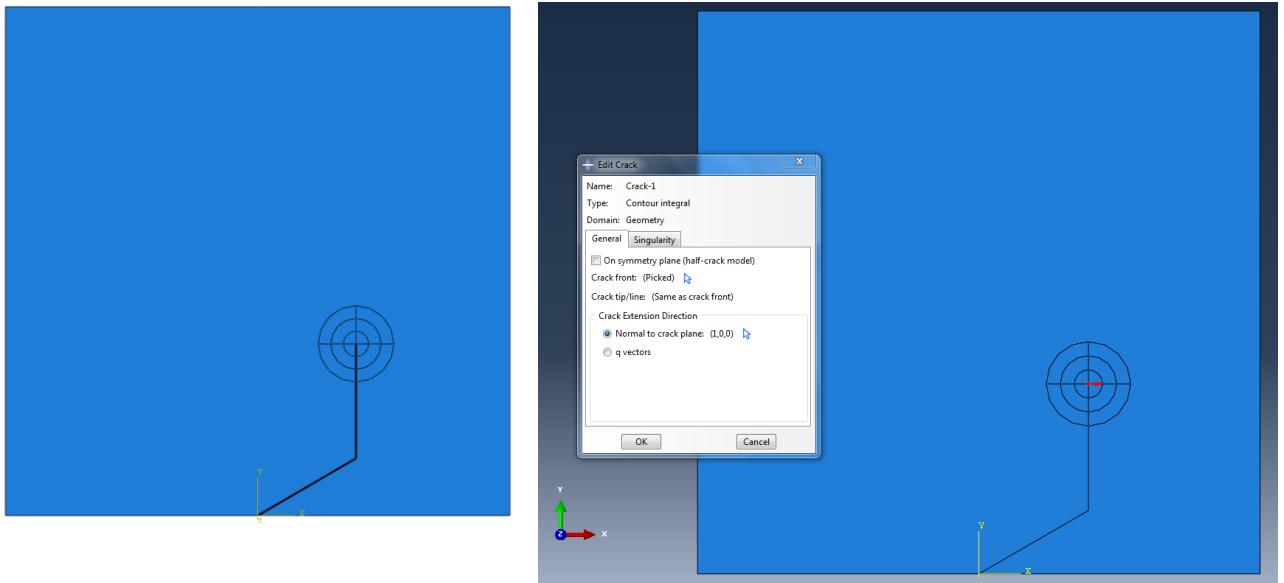 Y
X
Edit Crack
X
Name: Crack-1
Type: Contour integral
Domain: Geometry
General Singularity
On symmetry plane (half-crack model)
Crack front: (Picked)
Crack tip/line: (Same as crack front)
Crack Extension Direction
Normal to crack plane: (1,0,0)
q vectors
OK Cancel
Y
Z
X
Y
X